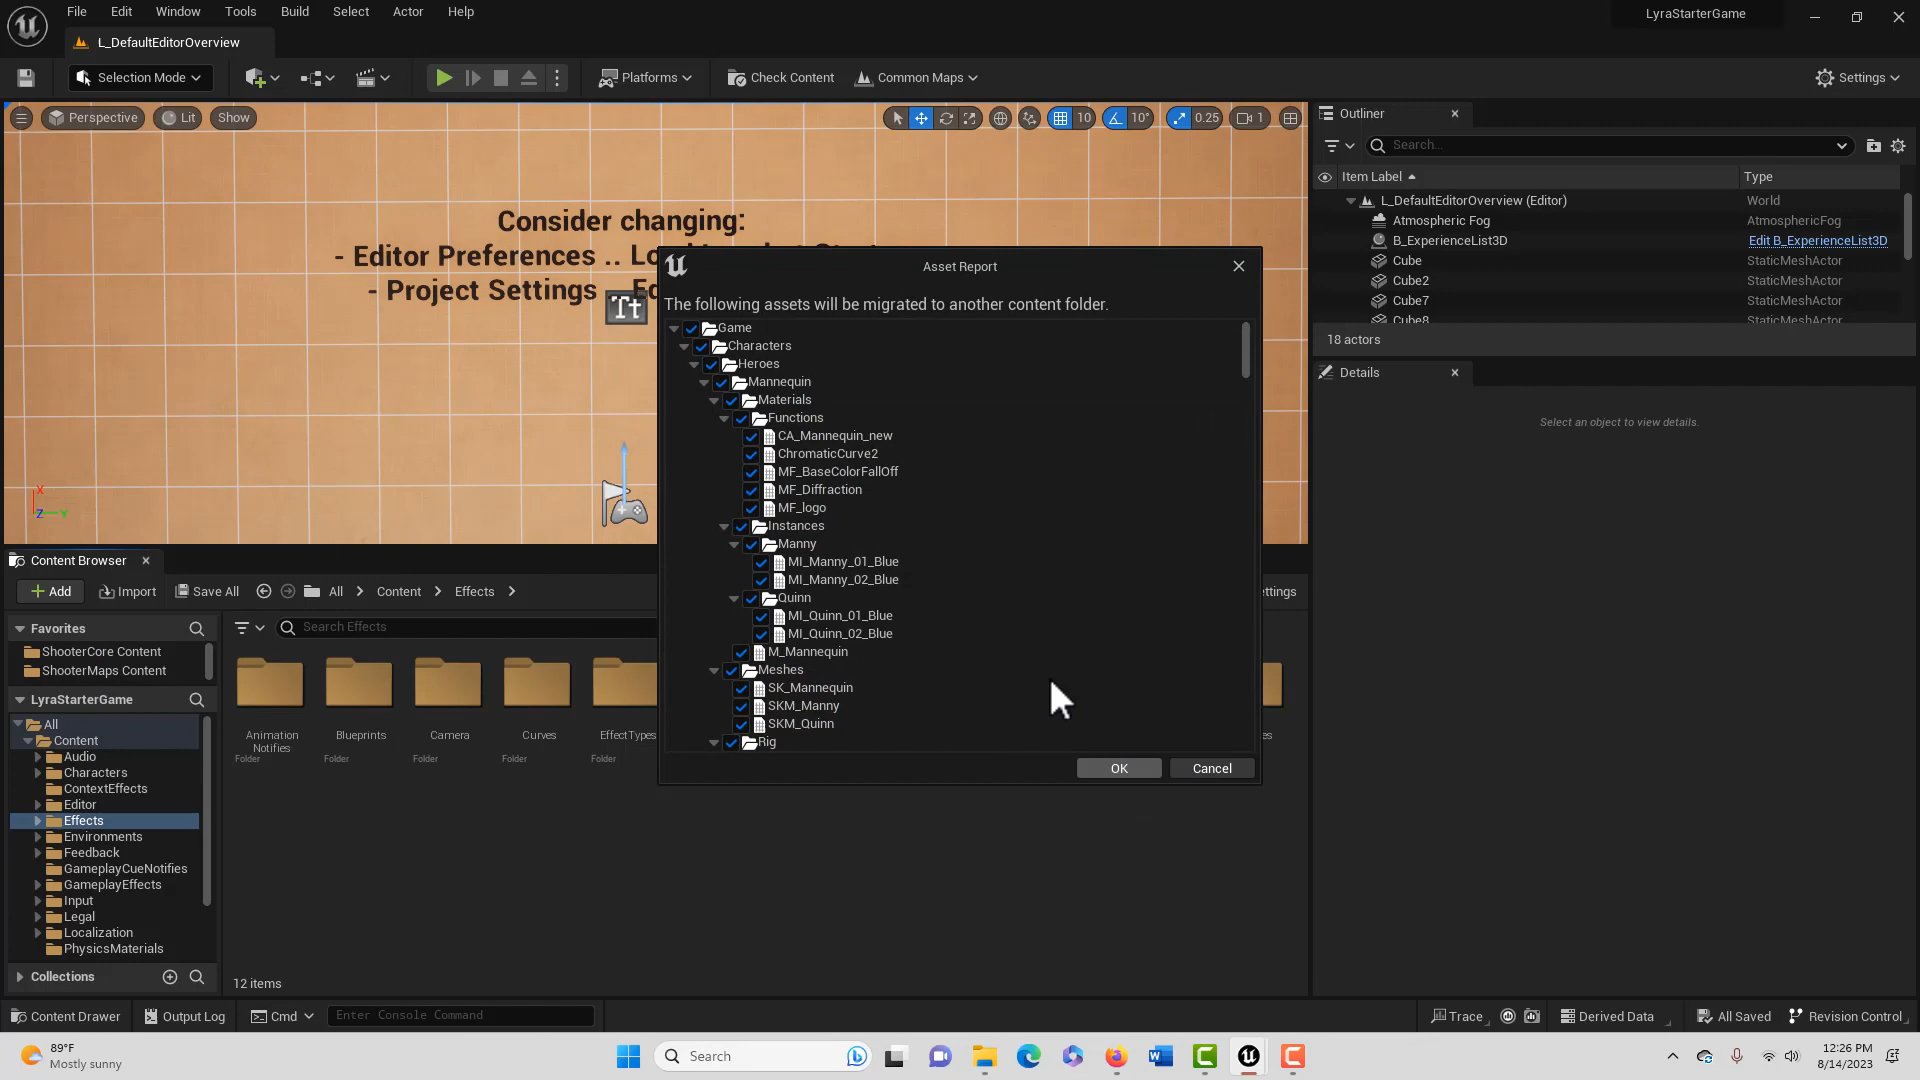 File Edit Window Tools Build Select Actor Help
LyraStarterGame
L_DefaultEditorOverview
Selection Mode
Platforms
Check Content
Common Maps
Settings
Perspective
Lit
Show
10
10°
0.25
1
Consider changing:
- Editor Preferences ..
- Project Settings
Tt
X
Z
Y
Outliner
Search...
Item Label
Type
L_DefaultEditorOverview (Editor)
World
Atmospheric Fog
AtmosphericFog
B_ExperienceList3D
Edit B_ExperienceList3D
Cube
StaticMeshActor
Cube2
StaticMeshActor
Cube7
StaticMeshActor
Cube8
StaticMeshActor
18 actors
Details
Select an object to view details.
Asset Report
The following assets will be migrated to another content folder.
Game
Characters
Heroes
Mannequin
Materials
Functions
CA_Mannequin_new
ChromaticCurve2
MF_BaseColorFallOff
MF_Diffraction
MF_logo
Instances
Manny
MI_Manny_01_Blue
MI_Manny_02_Blue
Quinn
MI_Quinn_01_Blue
MI_Quinn_02_Blue
M_Mannequin
Meshes
SK_Mannequin
SKM_Manny
SKM_Quinn
Rig
OK
Cancel
Content Browser
Add
Import
Save All
All
Content
Effects
ttings
Favorites
ShooterCore Content
ShooterMaps Content
LyraStarterGame
All
Content
Audio
Characters
ContextEffects
Editor
Effects
Environments
Feedback
GameplayCueNotifies
GameplayEffects
Input
Legal
Localization
PhysicsMaterials
Collections
Search Effects
Animation Notifies
Folder
Blueprints
Folder
Camera
Folder
Curves
Folder
EffectTypes
Folder
es
12 items
Content Drawer
Output Log
Cmd
Enter Console Command
Trace
Derived Data
All Saved
Revision Control
89°F
Mostly sunny
Search
12:26 PM
8/14/2023